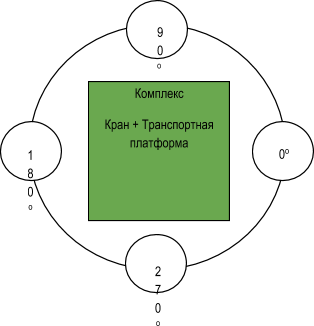 9
0
º
Комплекс
Кран + Транспортная
платформа
1
8
0
º
0º
2
7
0
º